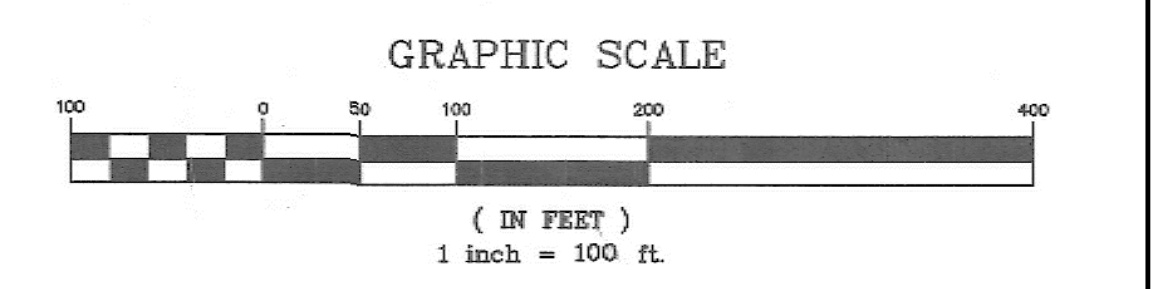 GRAPHIC SCALE
100 0 50 100 200 400
( IN FEET )
1 inch = 100 ft.